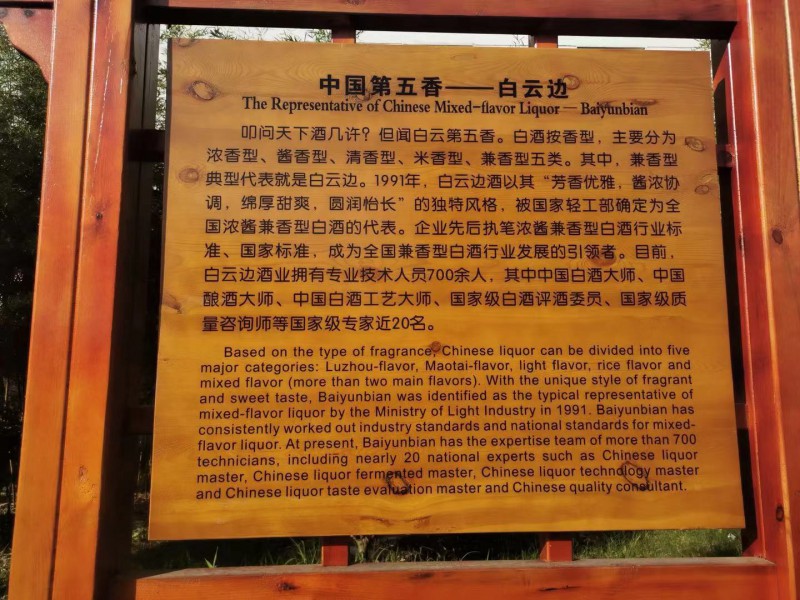 中国第五香——白云边
The Representative of Chinese Mixed-flavor Liquor — Baiyunbian
叩问天下酒几许？但闻白云第五香。白酒按香型，主要分为
浓香型、酱香型、清香型、米香型、兼香型五类。其中，兼香型
典型代表就是白云边。1991年，白云边酒以其“芳香优雅，酱浓协
调，绵厚甜爽，圆润怡长”的独特风格，被国家轻工部确定为全
国浓酱兼香型白酒的代表。企业先后执笔浓酱兼香型白酒行业标
准、国家标准，成为全国兼香型白酒行业发展的引领者。目前，
白云边酒业拥有专业技术人员700余人，其中中国白酒大师、中国
酿酒大师、中国白酒工艺大师、国家级白酒评酒委员、国家级质
量咨询师等国家级专家近20名。
Based on the type of fragrance, Chinese liquor can be divided into five
major categories: Luzhou-flavor, Maotai-flavor, light flavor, rice flavor and
mixed flavor (more than two main flavors). With the unique style of fragrant
and sweet taste, Baiyunbian was identified as the typical representative of
mixed-flavor liquor by the Ministry of Light Industry in 1991. Baiyunbian has
consistently worked out industry standards and national standards for mixed-
flavor liquor. At present, Baiyunbian has the expertise team of more than 700
technicians, including nearly 20 national experts such as Chinese liquor
master, Chinese liquor fermented master, Chinese liquor technology master
and Chinese liquor taste evaluation master and Chinese quality consultant.